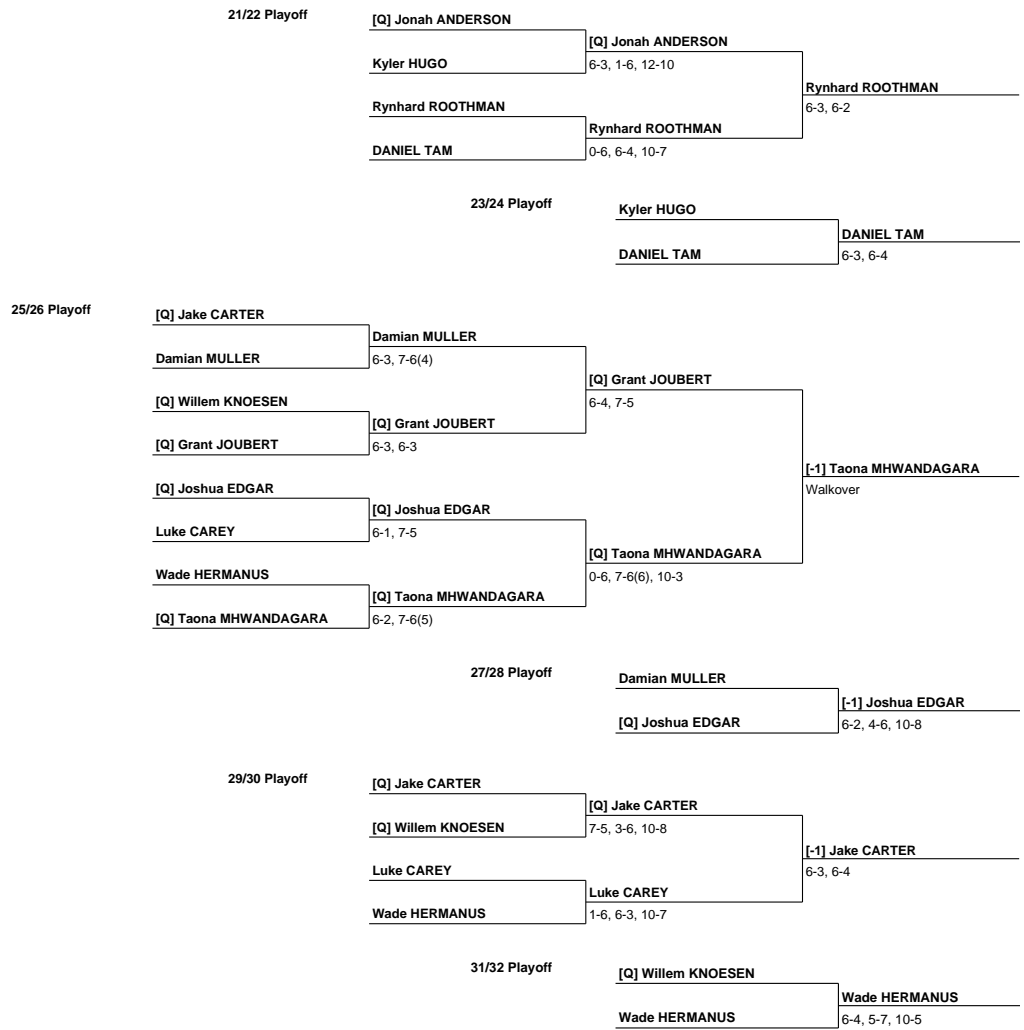 21/22 Playoff
[Q] Jonah ANDERSON
[Q] Jonah ANDERSON
Kyler HUGO
6-3, 1-6, 12-10
Rynhard ROOTHMAN
Rynhard ROOTHMAN
6-3, 6-2
Rynhard ROOTHMAN
DANIEL TAM
0-6, 6-4, 10-7
23/24 Playoff
Kyler HUGO
DANIEL TAM
DANIEL TAM
6-3, 6-4
25/26 Playoff
[Q] Jake CARTER
Damian MULLER
Damian MULLER
6-3, 7-6(4)
[Q] Grant JOUBERT
[Q] Willem KNOESEN
6-4, 7-5
[Q] Grant JOUBERT
[Q] Grant JOUBERT
6-3, 6-3
[-1] Taona MHWANDAGARA
[Q] Joshua EDGAR
Walkover
[Q] Joshua EDGAR
Luke CAREY
6-1, 7-5
[Q] Taona MHWANDAGARA
Wade HERMANUS
0-6, 7-6(6), 10-3
[Q] Taona MHWANDAGARA
[Q] Taona MHWANDAGARA
6-2, 7-6(5)
27/28 Playoff
Damian MULLER
[-1] Joshua EDGAR
[Q] Joshua EDGAR
6-2, 4-6, 10-8
29/30 Playoff
[Q] Jake CARTER
[Q] Jake CARTER
[Q] Willem KNOESEN
7-5, 3-6, 10-8
[-1] Jake CARTER
Luke CAREY
6-3, 6-4
Luke CAREY
Wade HERMANUS
1-6, 6-3, 10-7
31/32 Playoff
[Q] Willem KNOESEN
Wade HERMANUS
Wade HERMANUS
6-4, 5-7, 10-5